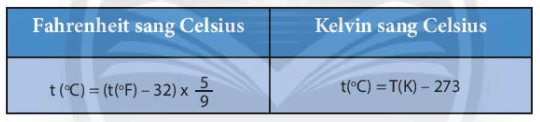 Fahrenheit sang Celsius
Kelvin sang Celsius
t (°C) = (t(°F) – 32) x 5/9
t(°C) = T(K) – 273